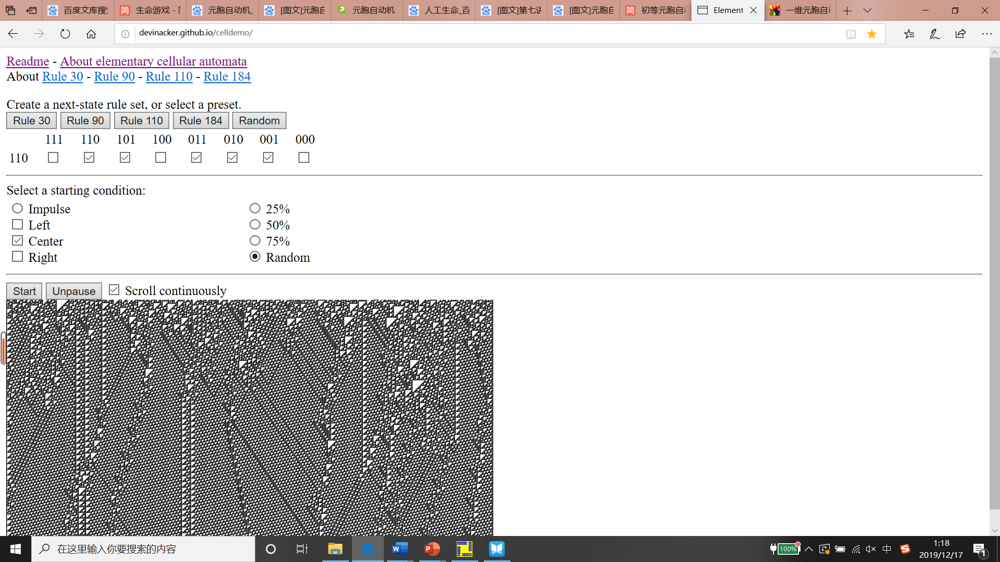 百度文库搜
生命游戏 -
元胞自动机_
[图文]元胞自
元胞自动机
人工生命_百
[图文]第七讲
[图文]元胞自
初等元胞自动
Element
一维元胞自动
devinacker.github.io/celldemo/
Readme - About elementary cellular automata
About Rule 30 - Rule 90 - Rule 110 - Rule 184
Create a next-state rule set, or select a preset.
Rule 30 Rule 90 Rule 110 Rule 184 Random
111 110 101 100 011 010 001 000
110
Select a starting condition:
Impulse 25%
Left 50%
Center 75%
Right Random
Start Unpause Scroll continuously
在这里输入你要搜索的内容
100%
中
1:18
2019/12/17
1